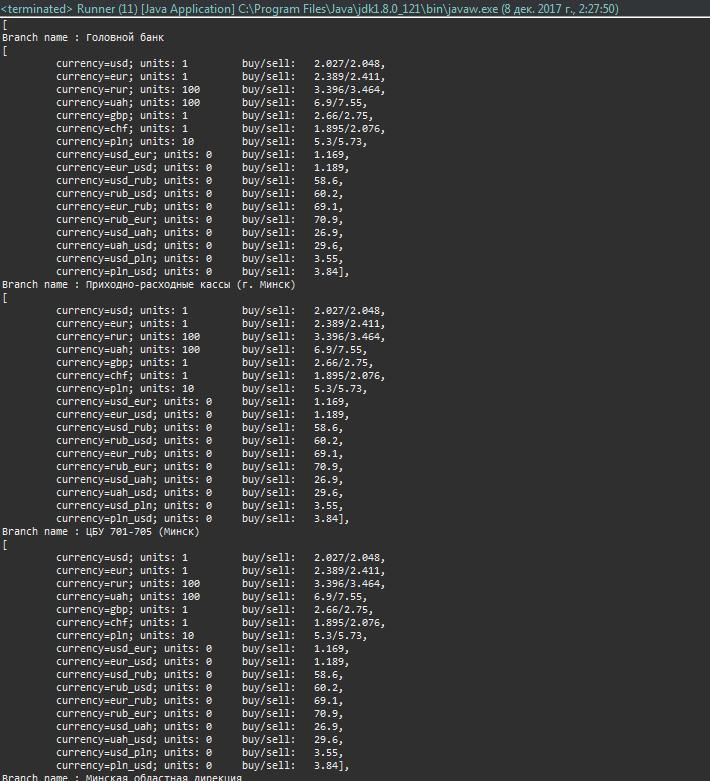 <terminated> Runner (11) [Java Application] C:\Program Files\Java\jdk1.8.0_121\bin\javaw.exe (8 дек. 2017 г., 2:27:50)
[
Branch name : Головной банк
[
currency=usd; units: 1 buy/sell: 2.027/2.048,
currency=eur; units: 1 buy/sell: 2.389/2.411,
currency=rur; units: 100 buy/sell: 3.396/3.464,
currency=uah; units: 100 buy/sell: 6.9/7.55,
currency=gbp; units: 1 buy/sell: 2.66/2.75,
currency=chf; units: 1 buy/sell: 1.895/2.076,
currency=pln; units: 10 buy/sell: 5.3/5.73,
currency=usd_eur; units: 0 buy/sell: 1.169,
currency=eur_usd; units: 0 buy/sell: 1.189,
currency=usd_rub; units: 0 buy/sell: 58.6,
currency=rub_usd; units: 0 buy/sell: 60.2,
currency=eur_rub; units: 0 buy/sell: 69.1,
currency=rub_eur; units: 0 buy/sell: 70.9,
currency=usd_uah; units: 0 buy/sell: 26.9,
currency=uah_usd; units: 0 buy/sell: 29.6,
currency=usd_pln; units: 0 buy/sell: 3.55,
currency=pln_usd; units: 0 buy/sell: 3.84],
Branch name : Приходно-расходные кассы (г. Минск)
[
currency=usd; units: 1 buy/sell: 2.027/2.048,
currency=eur; units: 1 buy/sell: 2.389/2.411,
currency=rur; units: 100 buy/sell: 3.396/3.464,
currency=uah; units: 100 buy/sell: 6.9/7.55,
currency=gbp; units: 1 buy/sell: 2.66/2.75,
currency=chf; units: 1 buy/sell: 1.895/2.076,
currency=pln; units: 10 buy/sell: 5.3/5.73,
currency=usd_eur; units: 0 buy/sell: 1.169,
currency=eur_usd; units: 0 buy/sell: 1.189,
currency=usd_rub; units: 0 buy/sell: 58.6,
currency=rub_usd; units: 0 buy/sell: 60.2,
currency=eur_rub; units: 0 buy/sell: 69.1,
currency=rub_eur; units: 0 buy/sell: 70.9,
currency=usd_uah; units: 0 buy/sell: 26.9,
currency=uah_usd; units: 0 buy/sell: 29.6,
currency=usd_pln; units: 0 buy/sell: 3.55,
currency=pln_usd; units: 0 buy/sell: 3.84],
Branch name : ЦБУ 701-705 (Минск)
[
currency=usd; units: 1 buy/sell: 2.027/2.048,
currency=eur; units: 1 buy/sell: 2.389/2.411,
currency=rur; units: 100 buy/sell: 3.396/3.464,
currency=uah; units: 100 buy/sell: 6.9/7.55,
currency=gbp; units: 1 buy/sell: 2.66/2.75,
currency=chf; units: 1 buy/sell: 1.895/2.076,
currency=pln; units: 10 buy/sell: 5.3/5.73,
currency=usd_eur; units: 0 buy/sell: 1.169,
currency=eur_usd; units: 0 buy/sell: 1.189,
currency=usd_rub; units: 0 buy/sell: 58.6,
currency=rub_usd; units: 0 buy/sell: 60.2,
currency=eur_rub; units: 0 buy/sell: 69.1,
currency=rub_eur; units: 0 buy/sell: 70.9,
currency=usd_uah; units: 0 buy/sell: 26.9,
currency=uah_usd; units: 0 buy/sell: 29.6,
currency=usd_pln; units: 0 buy/sell: 3.55,
currency=pln_usd; units: 0 buy/sell: 3.84],
Branch name : Минская областная дирекция